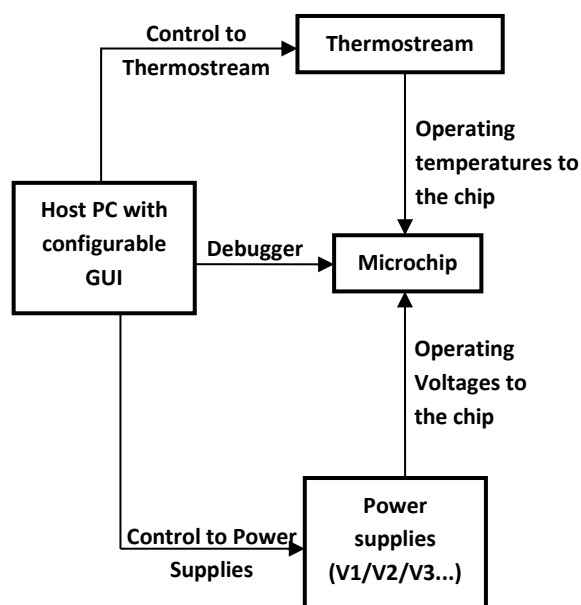 Control to
Thermostream
Thermostream
Operating
temperatures to
the chip
Host PC with
configurable
GUI
Debugger
Microchip
Operating
Voltages to
the chip
Control to Power
Supplies
Power
supplies
(V1/V2/V3...)